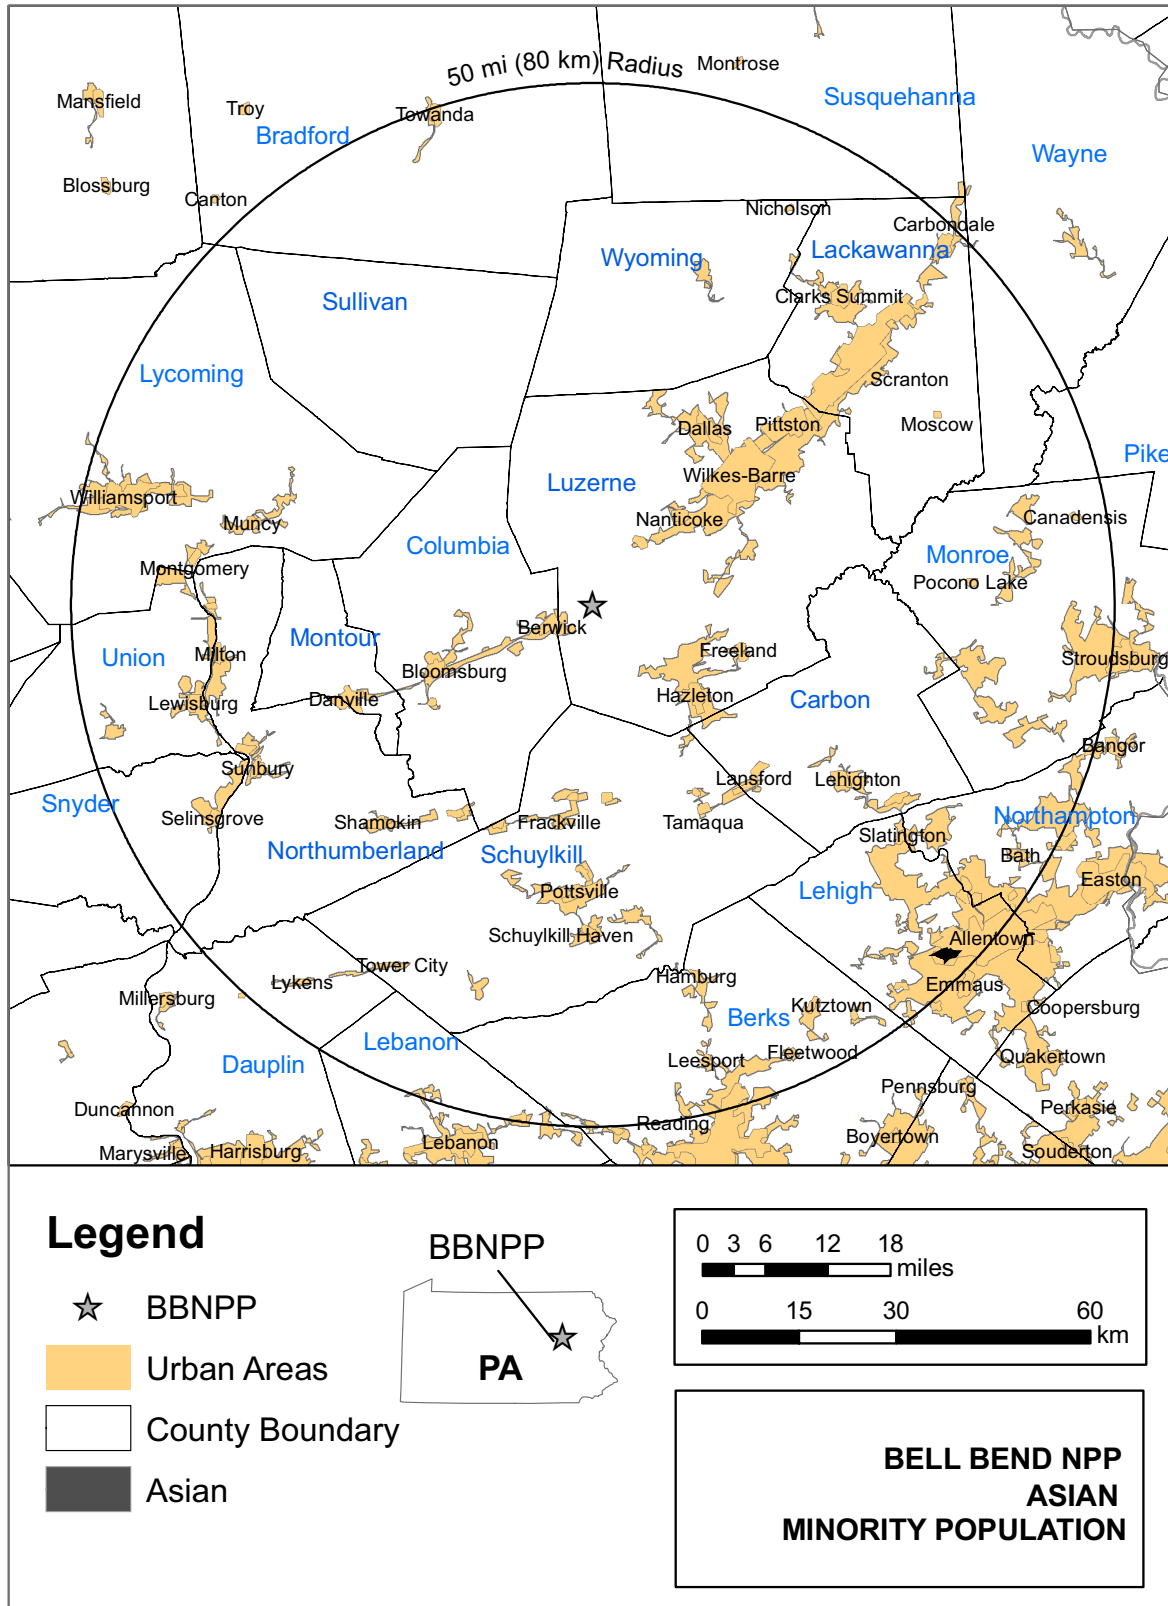 50 mi (80 km) Radius
Montrose
Mansfield
Troy
Towanda
Susquehanna
Bradford
Wayne
Blossburg
Canton
Nicholson
Carbondale
Wyoming
Lackawanna
Sullivan
Clarks Summit
Lycoming
Scranton
Dallas
Pittston
Moscow
Pike
Wilkes-Barre
Luzerne
Williamsport
Nanticoke
Muncy
Canadensis
Columbia
Monroe
Montgomery
Pocono Lake
Berwick
Montour
Union
Milton
Freeland
Stroudsburg
Bloomsburg
Lewisburg
Danville
Hazleton
Carbon
Bangor
Sunbury
Lansford
Lehighton
Snyder
Selinsgrove
Shamokin
Frackville
Tamaqua
Northampton
Slatington
Northumberland
Schuylkill
Bath
Pottsville
Lehigh
Easton
Schuylkill Haven
Allentown
Tower City
Lykens
Hamburg
Emmaus
Millersburg
Kutztown
Coopersburg
Berks
Lebanon
Fleetwood
Quakertown
Dauplin
Leesport
Pennsburg
Duncannon
Perkasie
Reading
Boyertown
Marysville
Harrisburg
Lebanon
Souderton
Legend
BBNPP
Urban Areas
County Boundary
Asian
BBNPP
PA
0 3 6 12 18
miles
0 15 30 60
km
BELL BEND NPP
ASIAN
MINORITY POPULATION